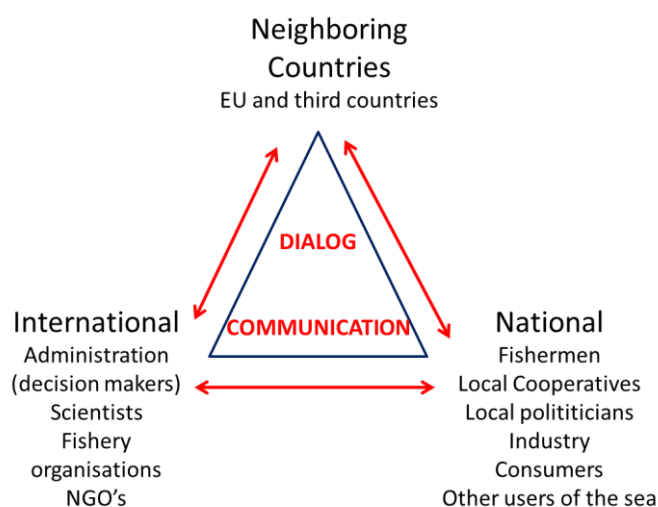 Neighboring
Countries
EU and third countries
DIALOG
COMMUNICATION
International
Administration
(decision makers)
Scientists
Fishery
organisations
NGO’s
National
Fishermen
Local Cooperatives
Local polititicians
Industry
Consumers
Other users of the sea